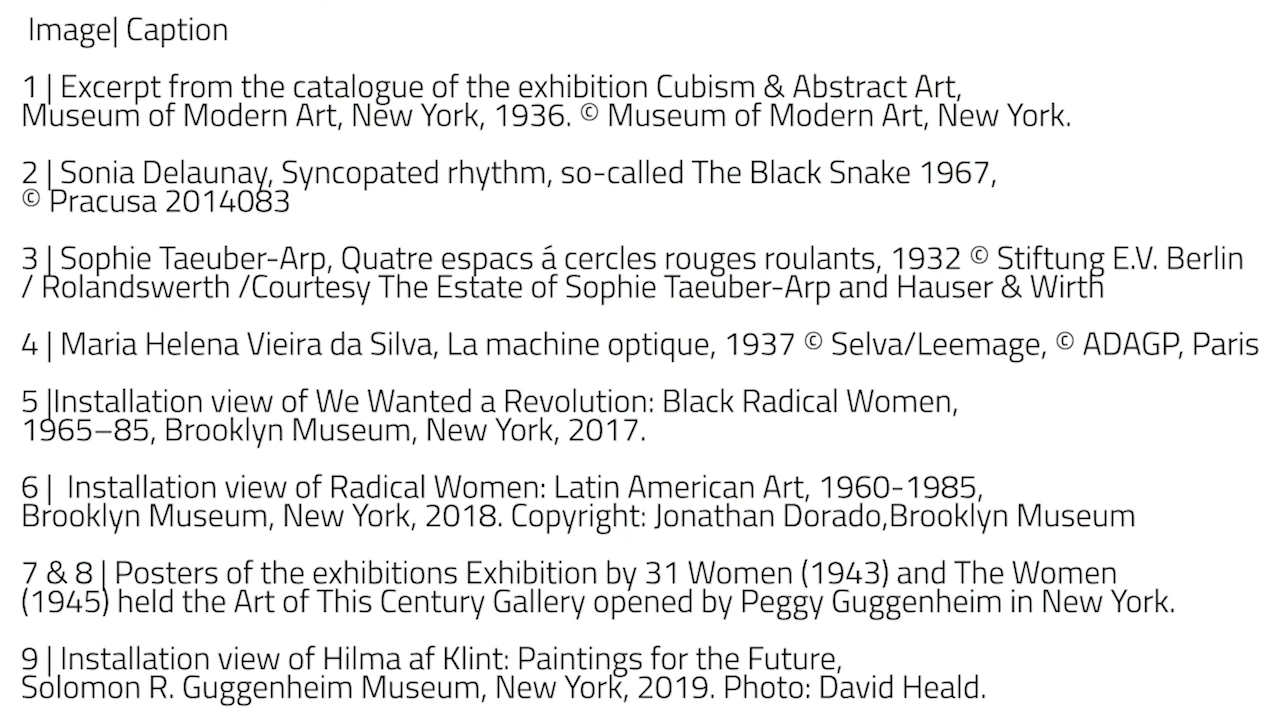 Image| Caption
1 | Excerpt from the catalogue of the exhibition Cubism & Abstract Art,
Museum of Modern Art, New York, 1936. © Museum of Modern Art, New York.
2 | Sonia Delaunay, Syncopated rhythm, so-called The Black Snake 1967,
© Pracusa 2014083
3 | Sophie Taeuber-Arp, Quatre espacs á cercles rouges roulants, 1932 © Stiftung E.V. Berlin
/ Rolandswerth /Courtesy The Estate of Sophie Taeuber-Arp and Hauser & Wirth
4 | Maria Helena Vieira da Silva, La machine optique, 1937 © Selva/Leemage, © ADAGP, Paris
5 |Installation view of We Wanted a Revolution: Black Radical Women,
1965–85, Brooklyn Museum, New York, 2017.
6 |  Installation view of Radical Women: Latin American Art, 1960-1985,
Brooklyn Museum, New York, 2018. Copyright: Jonathan Dorado,Brooklyn Museum
7 & 8 | Posters of the exhibitions Exhibition by 31 Women (1943) and The Women
(1945) held the Art of This Century Gallery opened by Peggy Guggenheim in New York.
9 | Installation view of Hilma af Klint: Paintings for the Future,
Solomon R. Guggenheim Museum, New York, 2019. Photo: David Heald.